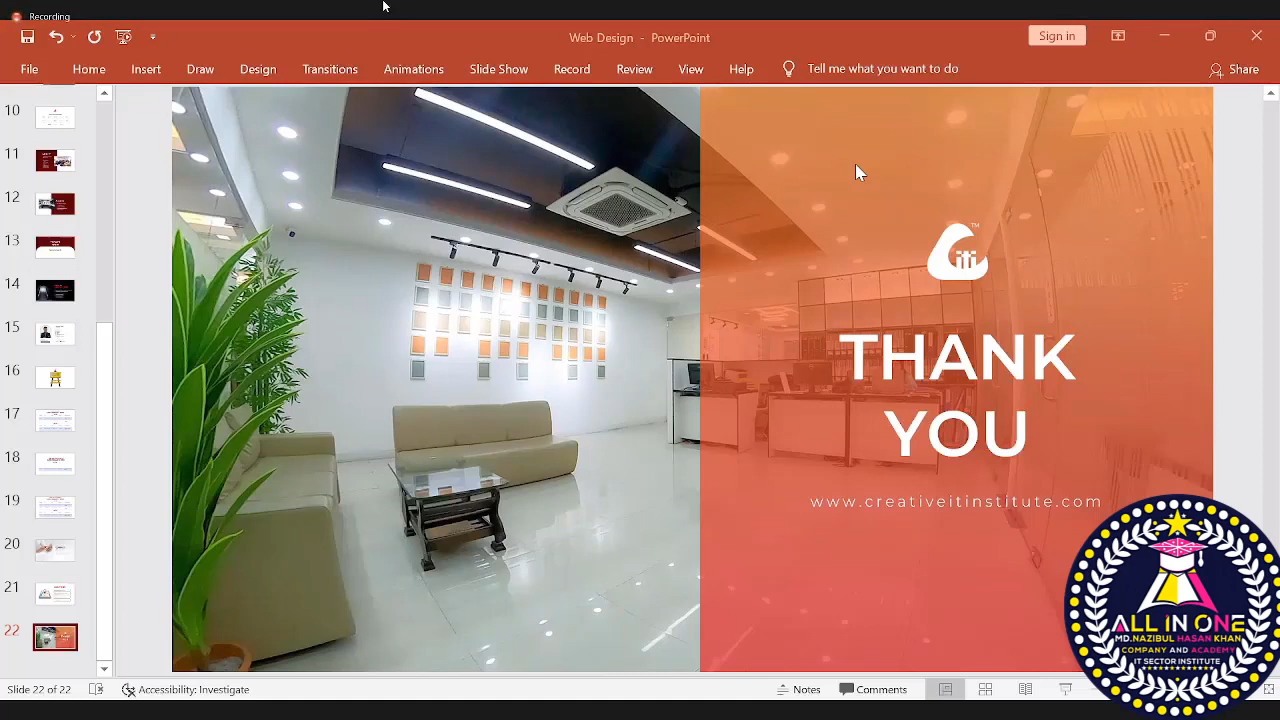 Recording
Web Design - PowerPoint
Sign in
File Home Insert Draw Design Transitions Animations Slide Show Record Review View Help Tell me what you want to do Share
10
11
12
13
14
15
16
17
18
19
20
21
22
TM
iti
THANK
YOU
www.creativeitinstitute.com
ALL IN ONE
MD.NAZIBUL HASAN KHAN
COMPANY AND ACADEMY
IT SECTOR INSTITUTE
Slide 22 of 22 Accessibility: Investigate Notes Comments